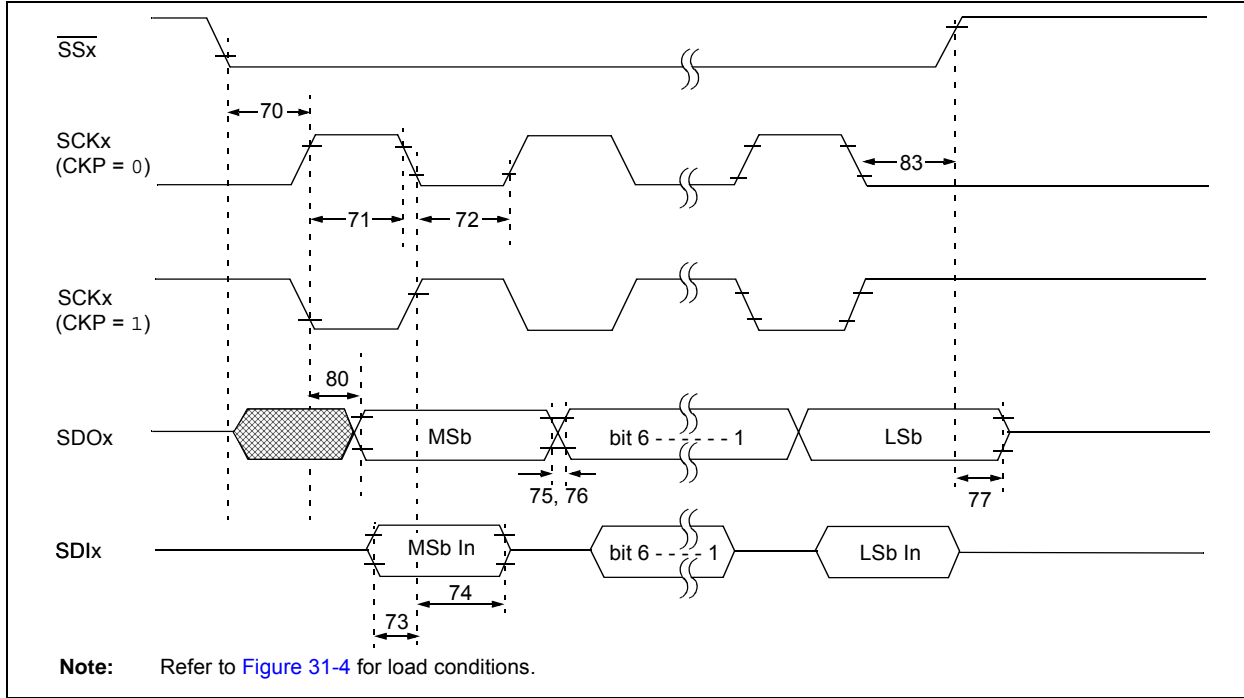 SSx
70
SCKx
(CKP = 0)
83
71
72
SCKx
(CKP = 1)
80
SDOx
MSb
bit 6 - - - - - - 1
LSb
75, 76
77
SDIx
MSb In
bit 6 - - - - 1
LSb In
74
73
Note: Refer to Figure 31-4 for load conditions.